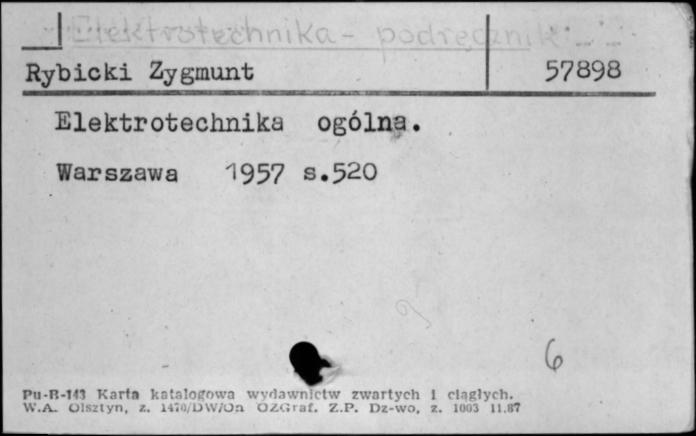 Elektrotechnika - podręcznik
Rybicki Zygmunt 57898
Elektrotechnika ogólna.
Warszawa 1957 s.520
6
Pu-B-143 Karta katalogowa wydawnictw zwartych i ciągłych.
W.A. Olsztyn, z. 1470/DW/On OZGraf. Z.P. Dz-wo, z. 1003 11.87